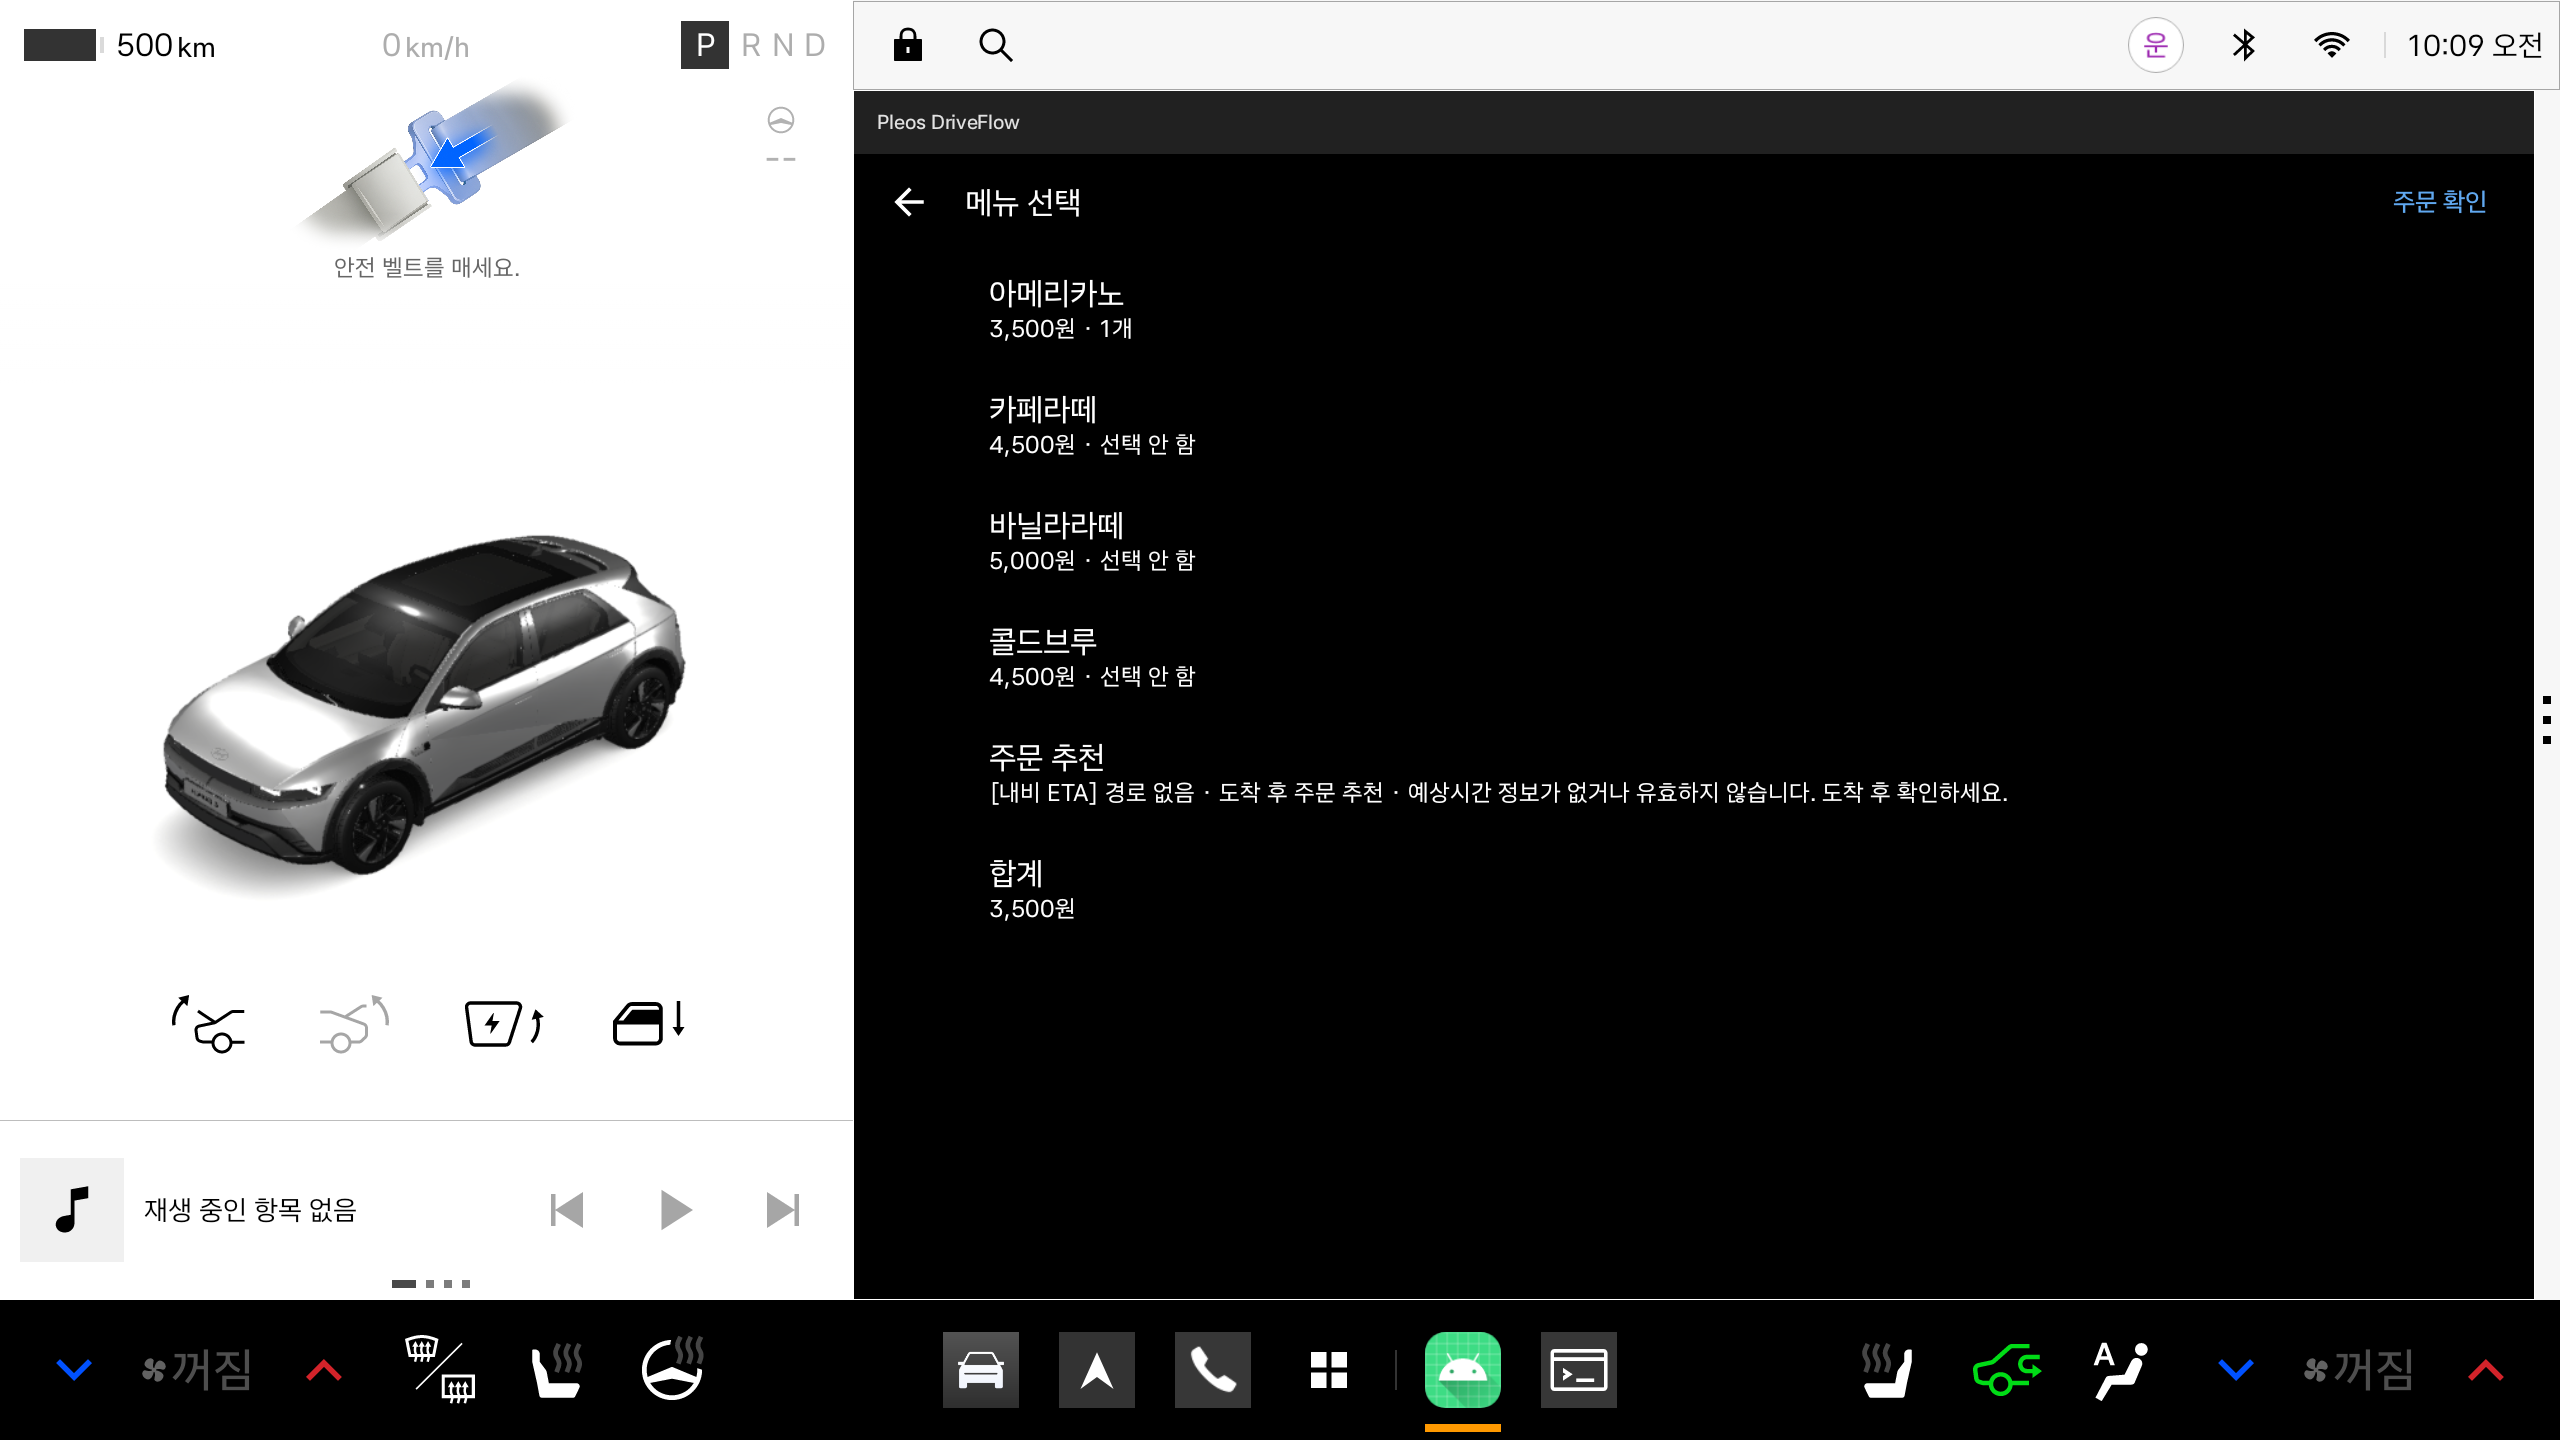 500 km
0 km/h
P R N D
안전 벨트를 매세요.
재생 중인 항목 없음
운
10:09 오전
Pleos DriveFlow
메뉴 선택
주문 확인
아메리카노
3,500원 · 1개
카페라떼
4,500원 · 선택 안 함
바닐라라떼
5,000원 · 선택 안 함
콜드브루
4,500원 · 선택 안 함
주문 추천
[내비 ETA] 경로 없음 · 도착 후 주문 추천 · 예상시간 정보가 없거나 유효하지 않습니다. 도착 후 확인하세요.
합계
3,500원
꺼짐
A
꺼짐